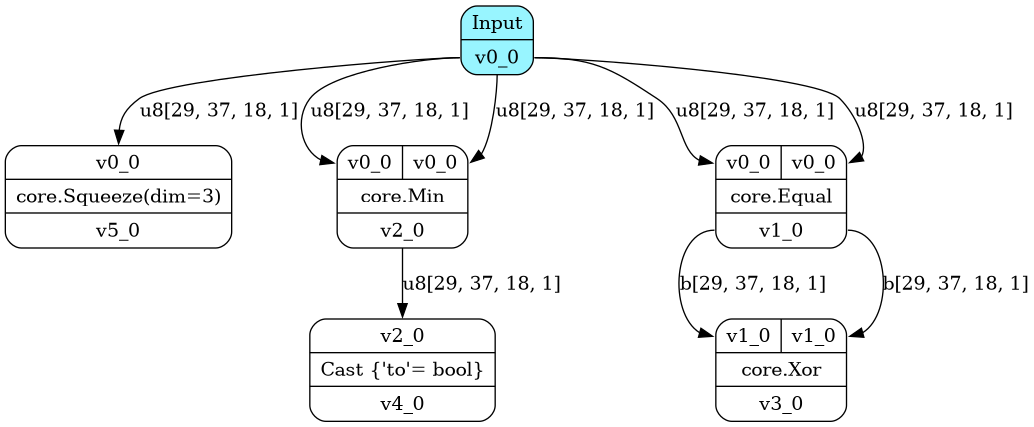 Input
v0_0
u8[29, 37, 18, 1] u8[29, 37, 18, 1] u8[29, 37, 18, 1] u8[29, 37, 18, 1] u8[29, 37, 18, 1]
v0_0 v0_0 v0_0 v0_0 v0_0
core.Squeeze(dim=3) core.Min core.Equal
v5_0 v2_0 v1_0
u8[29, 37, 18, 1] b[29, 37, 18, 1] b[29, 37, 18, 1]
v2_0 v1_0 v1_0
Cast {'to'= bool} core.Xor
v4_0 v3_0